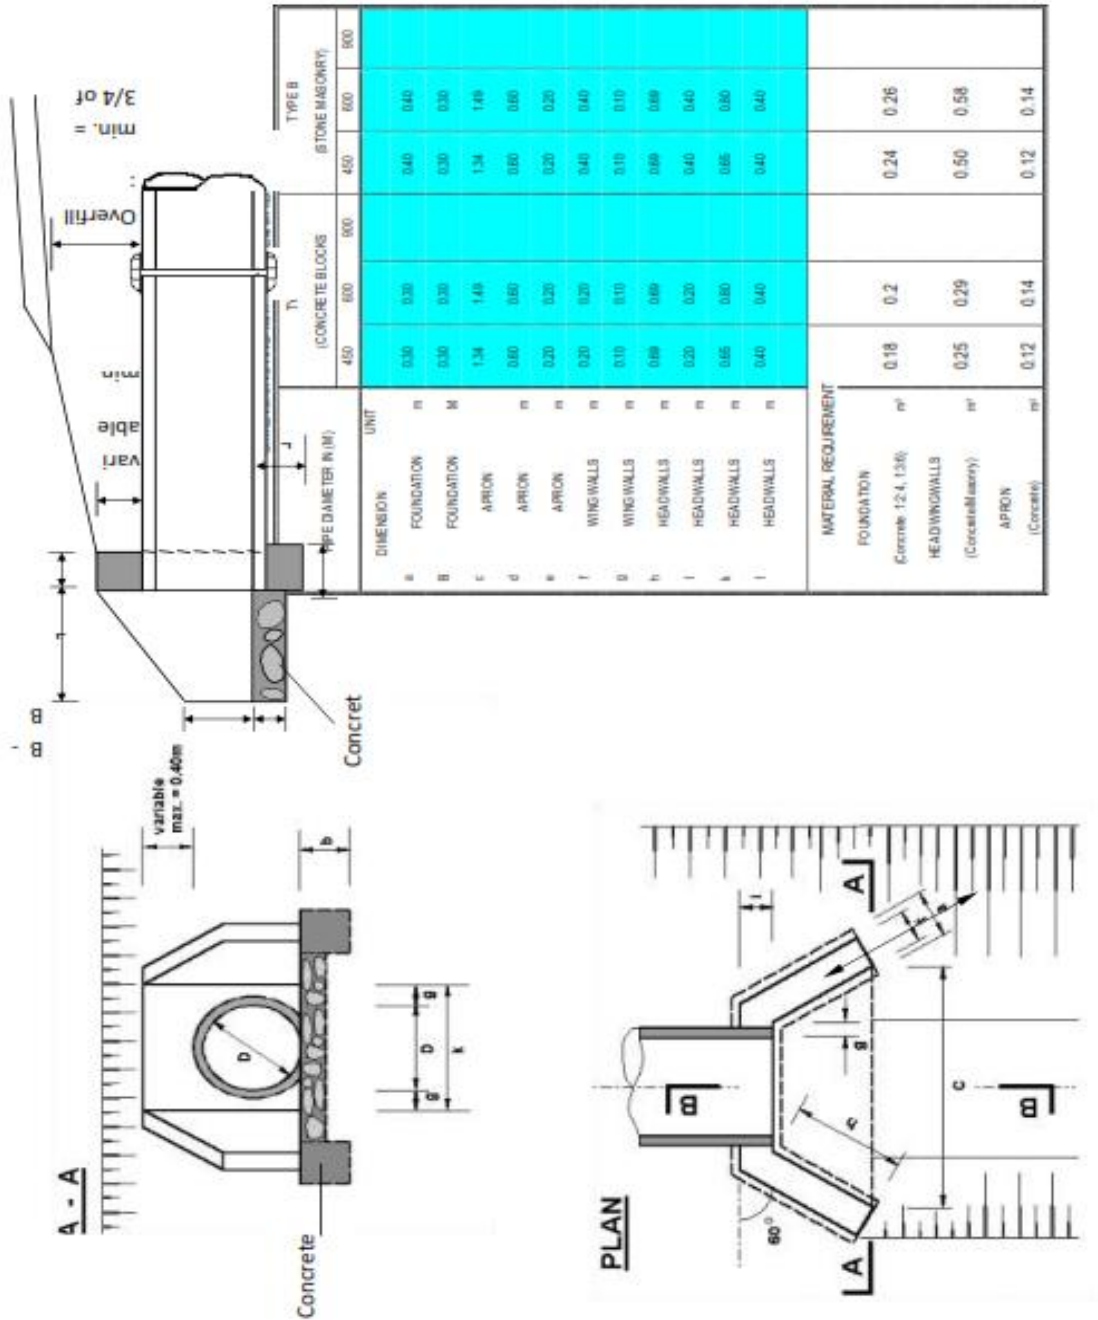 A - A
variable
max. = 0.40m
b
D
g
D
g
k
Concrete
B - B
vari
able
min
Overfill
:
min. =
3/4 of
r
Concret
PLAN
60°
A
A
B
B
C
g
PIPE DIAMETER IN (M)
(CONCRETE BLOCKS
TYPE B
(STONE MASONRY)
450 600 900 450 600 900
DIMENSION UNIT
a FOUNDATION m 0.30 0.30 0.40 0.40
B FOUNDATION M 0.30 0.30 0.30 0.30
c APRON 1.34 1.49 1.34 1.49
d APRON m 0.60 0.60 0.60 0.60
e APRON m 0.20 0.20 0.20 0.20
f WINGWALLS m 0.20 0.20 0.40 0.40
g WINGWALLS m 0.10 0.10 0.10 0.10
h HEADWALLS m 0.69 0.69 0.69 0.69
i HEADWALLS m 0.20 0.20 0.40 0.40
k HEADWALLS m 0.65 0.80 0.65 0.80
l HEADWALLS m 0.40 0.40 0.40 0.40
MATERIAL REQUIREMENT
FOUNDATION
(Concrete 1:2:4, 1:3:6) m³ 0.18 0.2 0.24 0.26
HEADWINGWALLS
(Concrete/Masonry) m³ 0.25 0.29 0.50 0.58
APRON
(Concrete) m³ 0.12 0.14 0.12 0.14